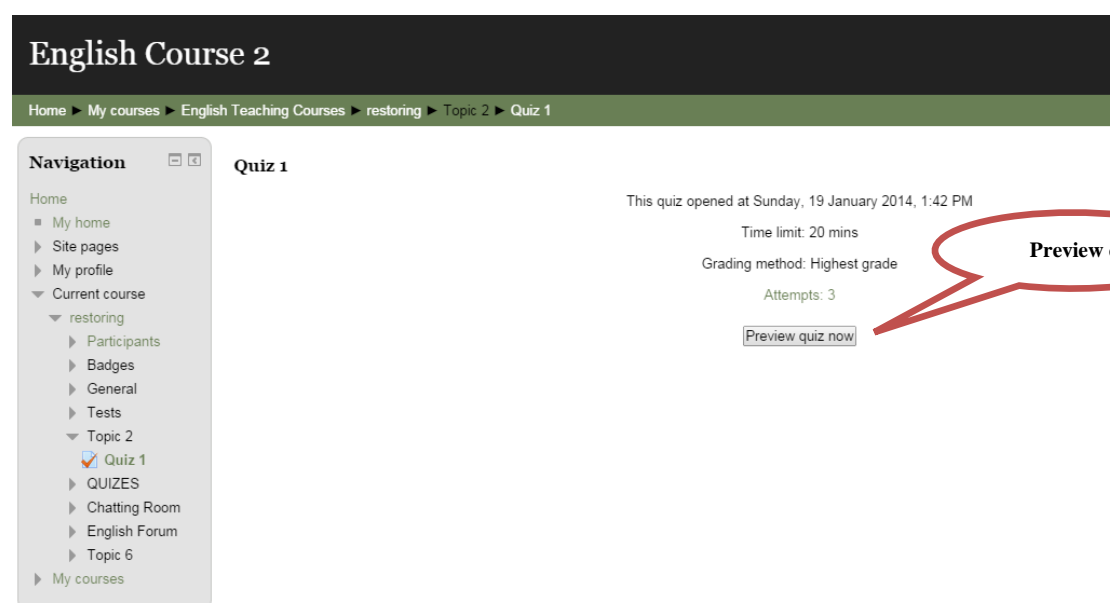 English Course 2
Home ► My courses ► English Teaching Courses ► restoring ► Topic 2 ► Quiz 1
Navigation
Home
My home
Site pages
My profile
Current course
restoring
Participants
Badges
General
Tests
Topic 2
Quiz 1
QUIZES
Chatting Room
English Forum
Topic 6
My courses
Quiz 1
This quiz opened at Sunday, 19 January 2014, 1:42 PM
Time limit: 20 mins
Grading method: Highest grade
Attempts: 3
Preview quiz now
Preview